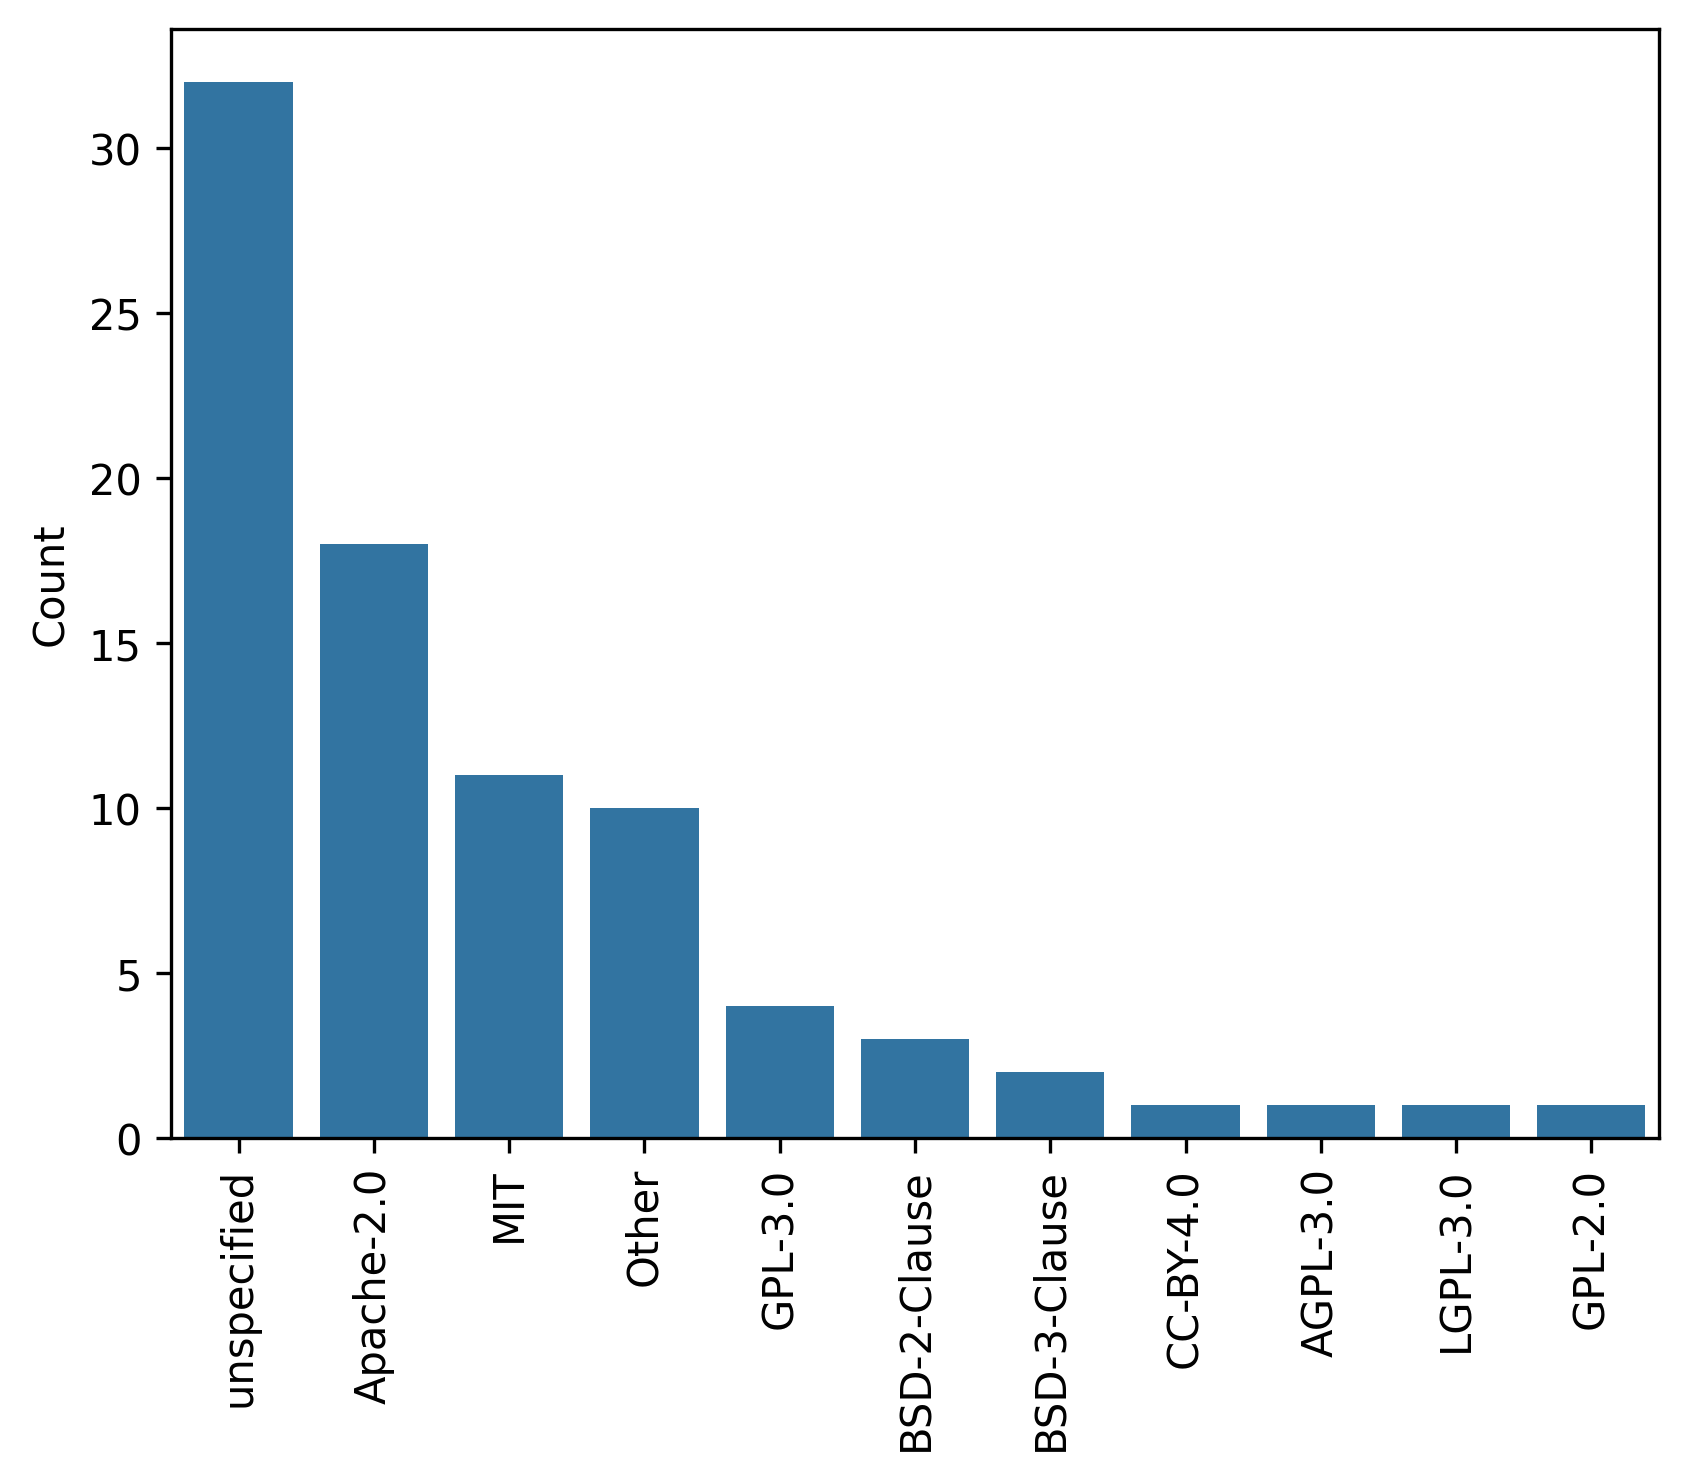 Count
30
25
20
15
10
5
0
unspecified
Apache-2.0
MIT
Other
GPL-3.0
BSD-2-Clause
BSD-3-Clause
CC-BY-4.0
AGPL-3.0
LGPL-3.0
GPL-2.0